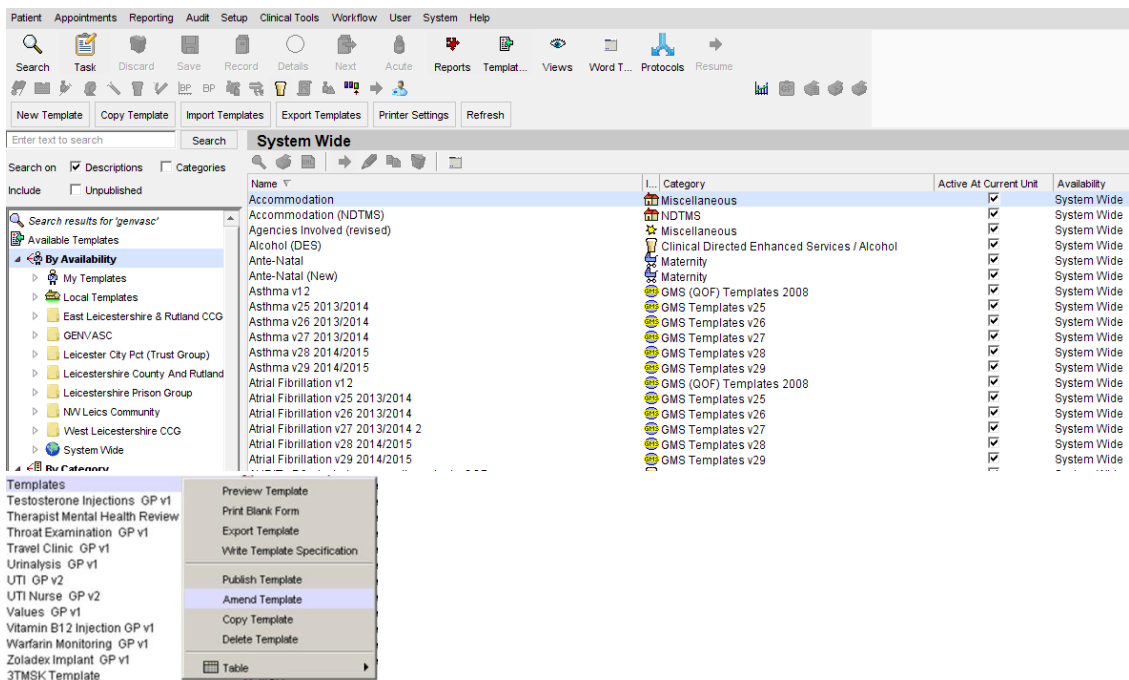 Patient Appointments Reporting Audit Setup Clinical Tools Workflow User System Help
Search Task Discard Save Record Details Next Acute Reports Templat... Views Word T... Protocols Resume
BP BP
New Template Copy Template Import Templates Export Templates Printer Settings Refresh
Enter text to search Search System Wide
Search on Descriptions Categories
Include Unpublished
Name I... Category Active At Current Unit Availability
Accommodation Miscellaneous System Wide
Accommodation (NDTMS) NDTMS System Wide
Agencies Involved (revised) Miscellaneous System Wide
Alcohol (DES) Clinical Directed Enhanced Services / Alcohol System Wide
Ante-Natal Maternity System Wide
Ante-Natal (New) Maternity System Wide
Asthma v12 GMS GMS (QOF) Templates 2008 System Wide
Asthma v25 2013/2014 GMS GMS Templates v25 System Wide
Asthma v26 2013/2014 GMS GMS Templates v26 System Wide
Asthma v27 2013/2014 GMS GMS Templates v27 System Wide
Asthma v28 2014/2015 GMS GMS Templates v28 System Wide
Asthma v29 2014/2015 GMS GMS Templates v29 System Wide
Atrial Fibrillation v12 GMS GMS (QOF) Templates 2008 System Wide
Atrial Fibrillation v25 2013/2014 GMS GMS Templates v25 System Wide
Atrial Fibrillation v26 2013/2014 GMS GMS Templates v26 System Wide
Atrial Fibrillation v27 2013/2014 2 GMS GMS Templates v27 System Wide
Atrial Fibrillation v28 2014/2015 GMS GMS Templates v28 System Wide
Atrial Fibrillation v29 2014/2015 GMS GMS Templates v29 System Wide
Search results for 'genvasc'
Available Templates
By Availability
My Templates
Local Templates
East Leicestershire & Rutland CCG
GENVASC
Leicester City Pct (Trust Group)
Leicestershire County And Rutland
Leicestershire Prison Group
NW Leics Community
West Leicestershire CCG
System Wide
By Category
Templates
Testosterone Injections GP v1
Therapist Mental Health Review
Throat Examination GP v1
Travel Clinic GP v1
Urinalysis GP v1
UTI GP v2
UTI Nurse GP v2
Values GP v1
Vitamin B12 Injection GP v1
Warfarin Monitoring GP v1
Zoladex Implant GP v1
3TMSK Template
Preview Template
Print Blank Form
Export Template
Write Template Specification
Publish Template
Amend Template
Copy Template
Delete Template
Table